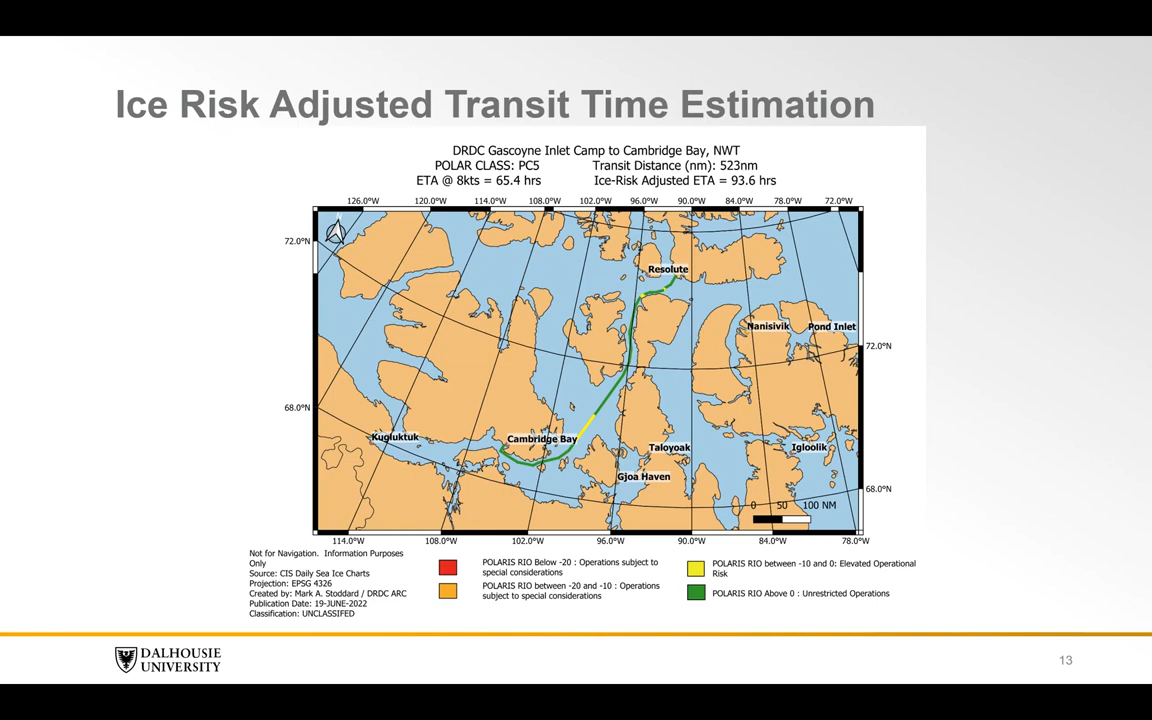 Ice Risk Adjusted Transit Time Estimation
DRDC Gascoyne Inlet Camp to Cambridge Bay, NWT
POLAR CLASS: PC5 Transit Distance (nm): 523nm
ETA @ 8kts = 65.4 hrs Ice-Risk Adjusted ETA = 93.6 hrs
126.0°W 120.0°W 114.0°W 108.0°W 102.0°W 96.0°W 90.0°W 84.0°W 78.0°W 72.0°W
72.0°N
Resolute
Nanisivik Pond Inlet
72.0°N
68.0°N
Kugluktuk
Cambridge Bay
Taloyoak
Igloolik
Gjoa Haven
68.0°N
0 50 100 NM
114.0°W 108.0°W 102.0°W 96.0°W 90.0°W 84.0°W 78.0°W
Not for Navigation. Information Purposes
Only
Source: CIS Daily Sea Ice Charts
Projection: EPSG 4326
Created by: Mark A. Stoddard / DRDC ARC
Publication Date: 19-JUNE-2022
Classification: UNCLASSIFED
POLARIS RIO Below -20 : Operations subject to
special considerations
POLARIS RIO between -20 and -10 : Operations
subject to special considerations
POLARIS RIO between -10 and 0: Elevated Operational
Risk
POLARIS RIO Above 0 : Unrestricted Operations
DALHOUSIE
UNIVERSITY
13